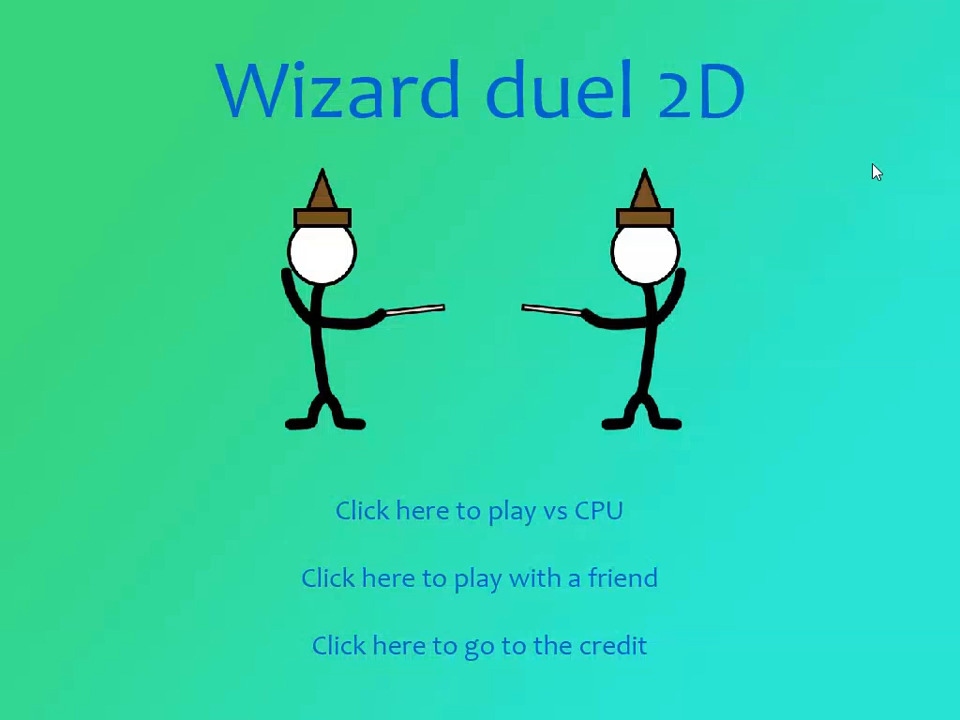 Wizard duel 2D
Click here to play vs CPU
Click here to play with a friend
Click here to go to the credit